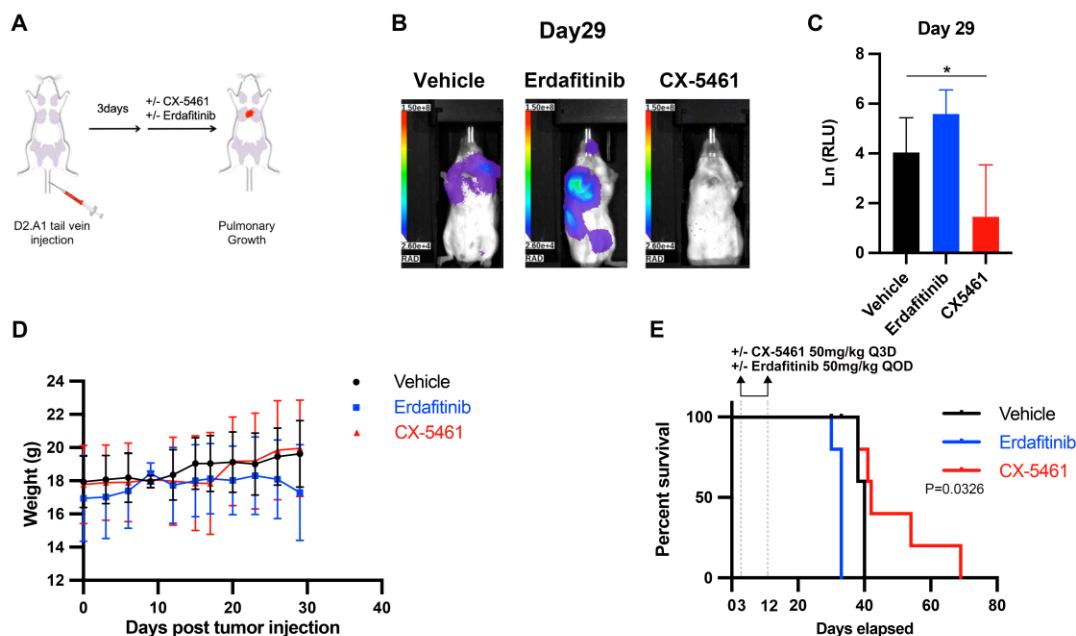 A
3days
+/- CX-5461
+/- Erdafitinib
D2.A1 tail vein
injection
Pulmonary
Growth
B
Day29
Vehicle
Erdafitinib
CX-5461
1.50e+8
2.60e+4
RAD
1.50e+8
2.60e+4
RAD
1.50e+8
2.60e+4
RAD
C
Day 29
*
Ln (RLU)
8
6
4
2
0
Vehicle
Erdafitinib
CX5461
D
Weight (g)
24
22
20
18
16
14
12
0
10
20
30
40
Days post tumor injection
Vehicle
Erdafitinib
CX-5461
E
+/- CX-5461 50mg/kg Q3D
+/- Erdafitinib 50mg/kg QOD
Percent survival
100
50
0
0 3 12 20 40 60 80
Days elapsed
Vehicle
Erdafitinib
CX-5461
P=0.0326